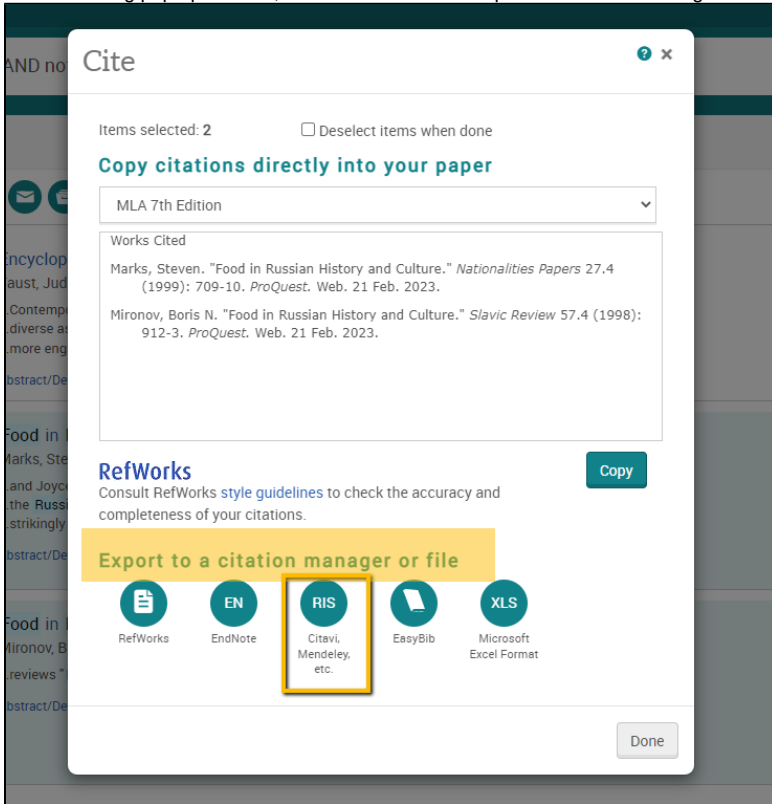 AND no
Cite
? ×
Items selected: 2
Deselect items when done
Copy citations directly into your paper
MLA 7th Edition
Works Cited
Marks, Steven. "Food in Russian History and Culture." Nationalities Papers 27.4
(1999): 709-10. ProQuest. Web. 21 Feb. 2023.
Mironov, Boris N. "Food in Russian History and Culture." Slavic Review 57.4 (1998):
912-3. ProQuest. Web. 21 Feb. 2023.
RefWorks
Copy
Consult RefWorks style guidelines to check the accuracy and
completeness of your citations.
Export to a citation manager or file
EN
RIS
XLS
RefWorks
EndNote
Citavi,
Mendeley,
etc.
EasyBib
Microsoft
Excel Format
Done
ncyclop
aust, Jud
.Contemp
.diverse as
.more eng
bstract/De
Food in
Marks, Ste
.and Joyce
.the Russi
.strikingly
bstract/De
Food in
Mironov, B
.reviews "
bstract/De